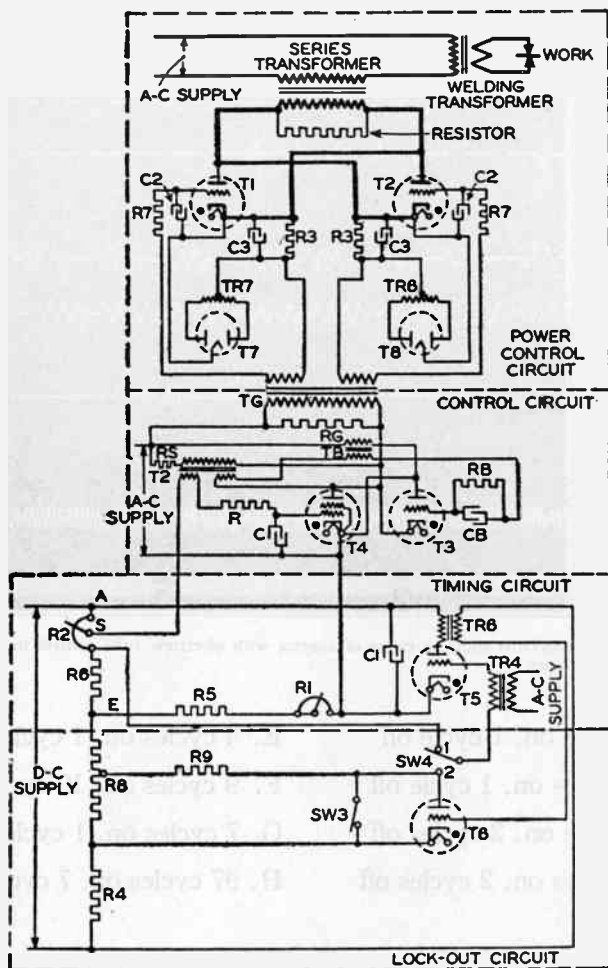 SERIES
TRANSFORMER
WORK
A-C SUPPLY
WELDING
TRANSFORMER
RESISTOR
C2
T1
T2
C2
R7
C3
R3
R3
C3
R7
TR7
TR6
T7
T8
POWER
CONTROL
CIRCUIT
TG
CONTROL CIRCUIT
RS
RG
TB
T2
RB
A-C
SUPPLY
R
C
T4
T3
CB
TIMING CIRCUIT
A
S
R2
TR6
R6
C1
TR4
E
R5
R1
T5
A-C
SUPPLY
D-C
SUPPLY
R8
R9
SW4
1
2
SW3
T6
R4
LOCK-OUT CIRCUIT